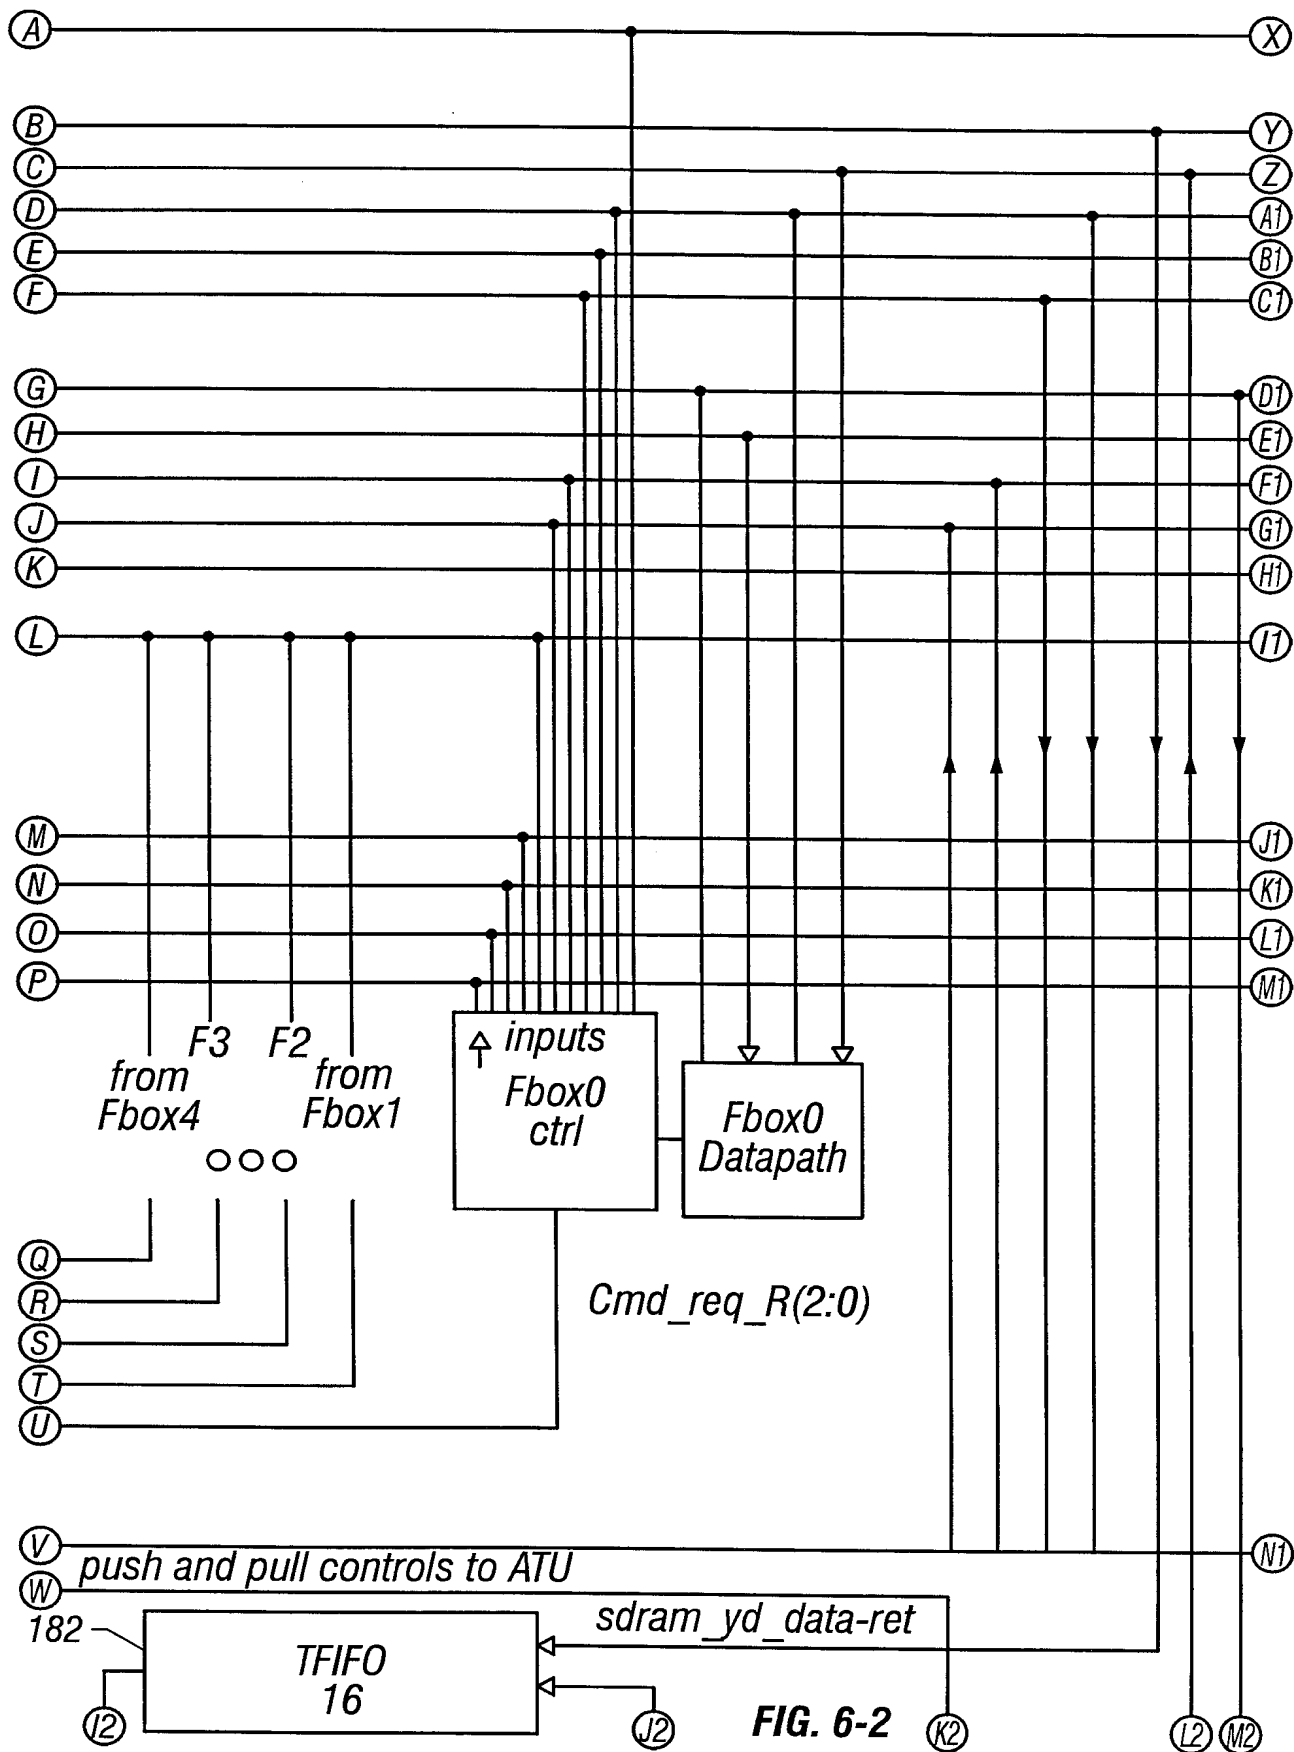 A X
B Y
C Z
D A1
E B1
F C1
G D1
H E1
I F1
J G1
K H1
L I1
M J1
N K1
O L1
P M1
F3 F2
from
Fbox4
from
Fbox1
inputs
Fbox0
ctrl
Fbox0
Datapath
Q
R
S
T
U
Cmd_req_R(2:0)
V N1
push and pull controls to ATU
W
sdram_yd_data-ret
182
TFIFO
16
I2 J2
FIG. 6-2
K2 L2 M2